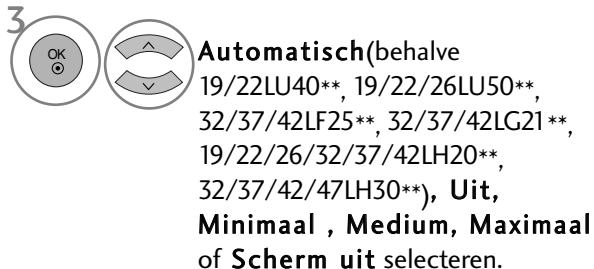 3
OK
Automatisch(behalve
19/22LU40**, 19/22/26LU50**,
32/37/42LF25**, 32/37/42LG21**,
19/22/26/32/37/42LH20**,
32/37/42/47LH30**), Uit,
Minimaal , Medium, Maximaal
of Scherm uit selecteren.